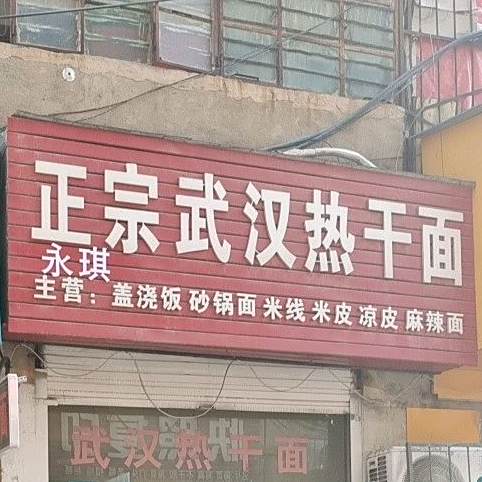 正宗武汉热干面
永琪
主营：盖浇饭 砂锅面 米线 米皮 凉皮 麻辣面
武汉热干面